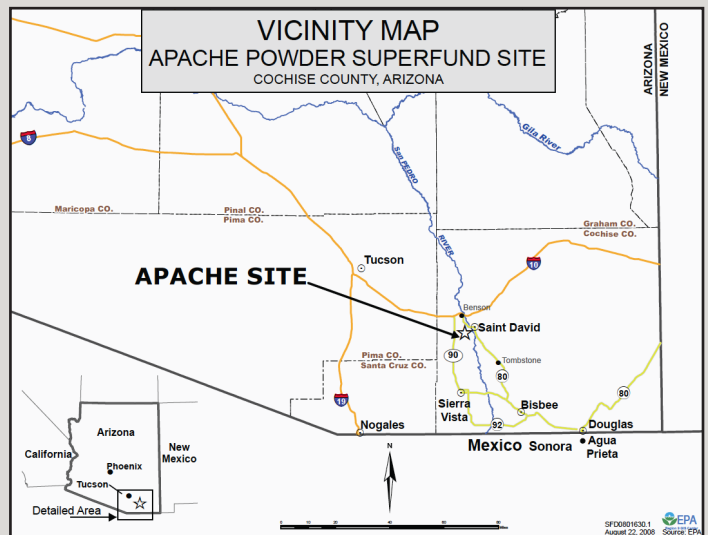 VICINITY MAP
APACHE POWDER SUPERFUND SITE
COCHISE COUNTY, ARIZONA
ARIZONA
NEW MEXICO
8
Gila River
San PEDRO
RIVER
Maricopa CO.
Pinal CO.
Pima CO.
Graham CO.
Cochise CO.
Tucson
10
APACHE SITE
Benson
Saint David
90
Tombstone
Pima CO.
Santa Cruz CO.
80
80
19
Sierra
Vista
Bisbee
92
Nogales
Douglas
Mexico Sonora
Agua
Prieta
N
Arizona
California
New
Mexico
Phoenix
Tucson
Detailed Area
EPA
SFD0801630.1
August 22, 2008 Source: EPA